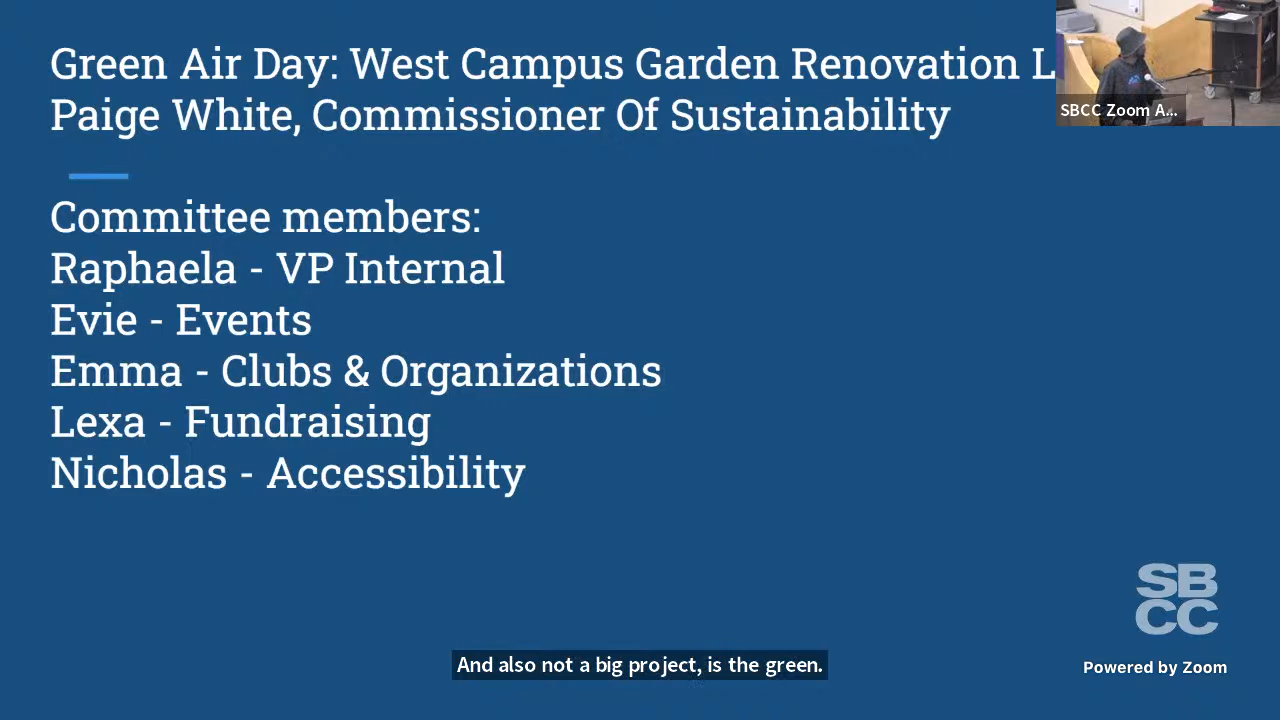 Green Air Day: West Campus Garden Renovation L
Paige White, Commissioner Of Sustainability
SBCC Zoom A...
Committee members:
Raphaela - VP Internal
Evie - Events
Emma - Clubs & Organizations
Lexa - Fundraising
Nicholas - Accessibility
SB
CC
And also not a big project, is the green.
Powered by Zoom